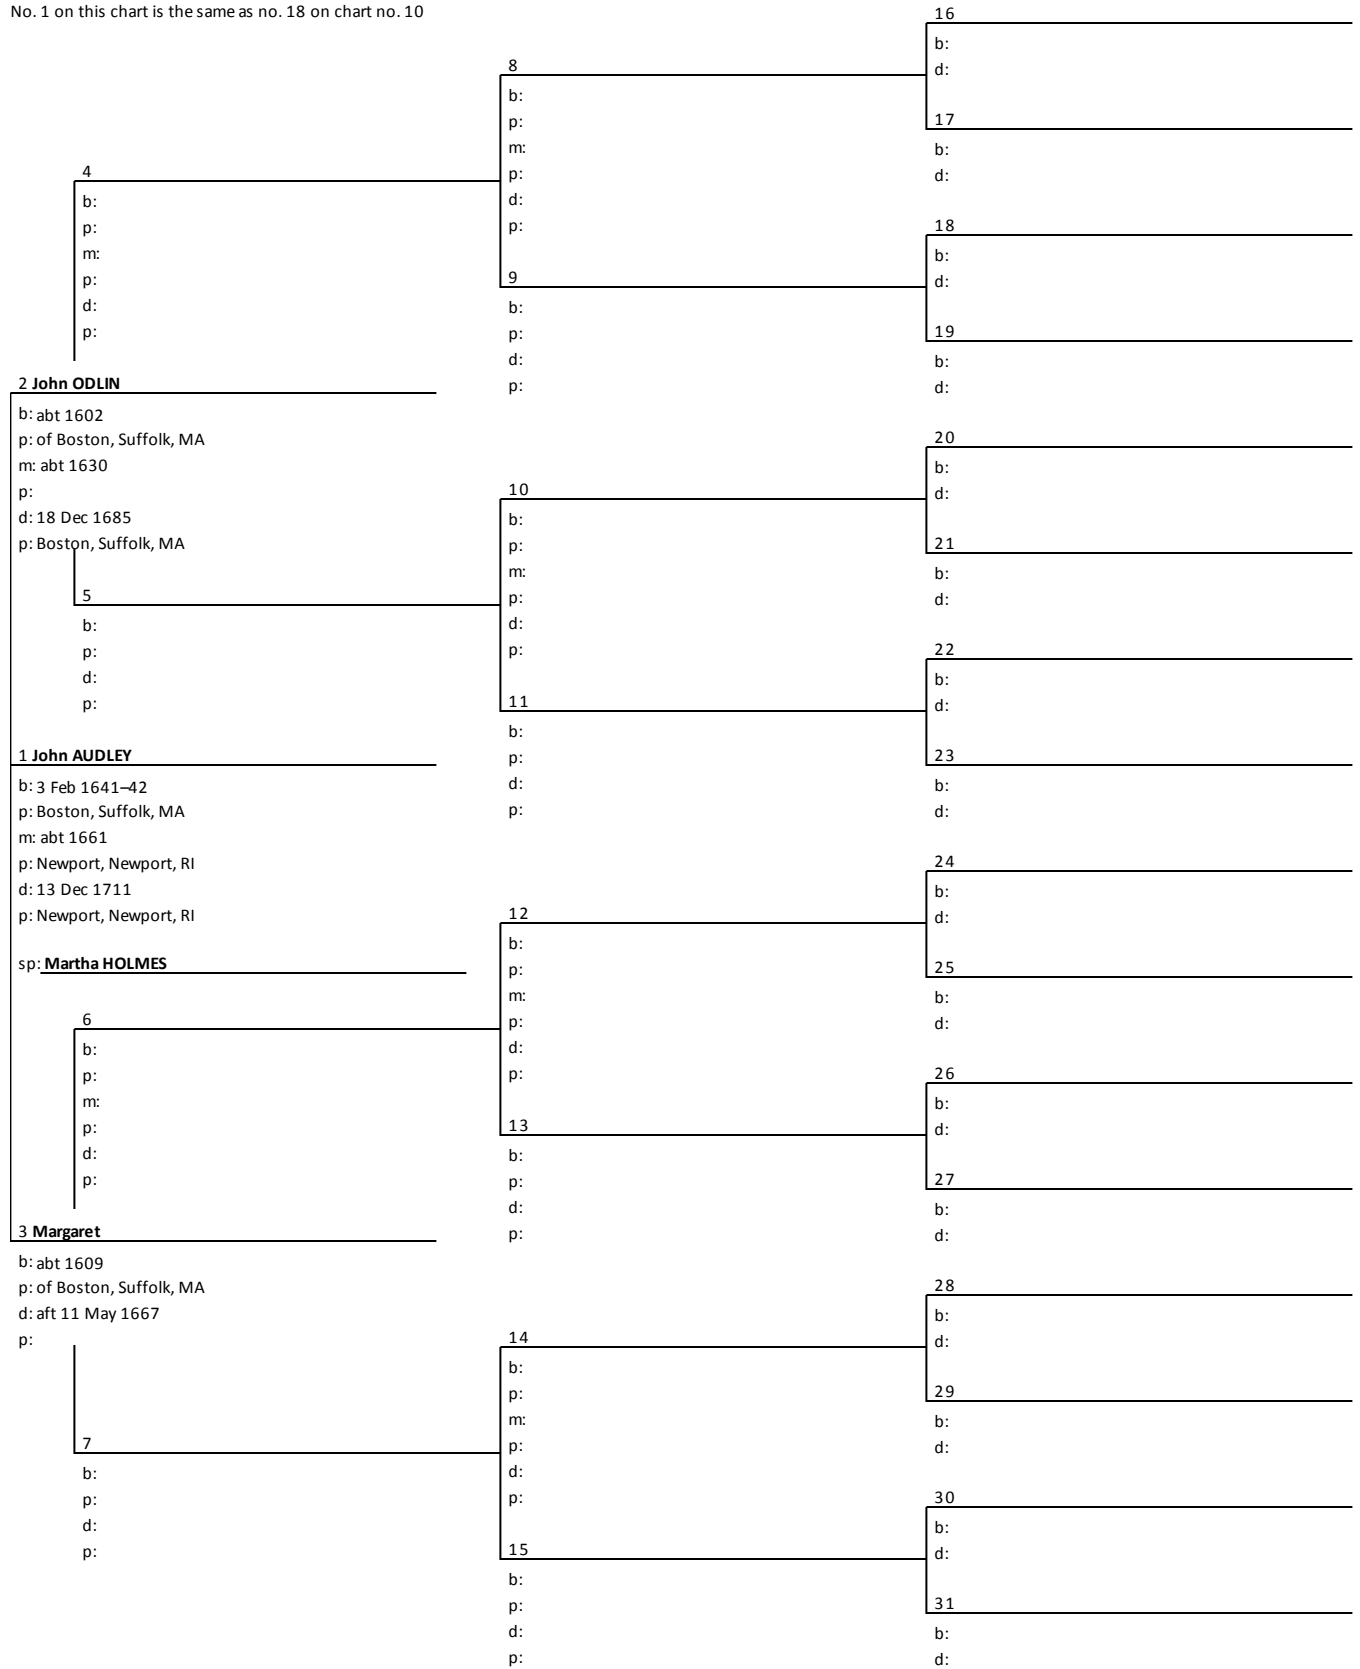 No. 1 on this chart is the same as no. 18 on chart no. 10
4
b:
p:
m:
p:
d:
p:
2 John ODLIN
b: abt 1602
p: of Boston, Suffolk, MA
m: abt 1630
p:
d: 18 Dec 1685
p: Boston, Suffolk, MA
5
b:
p:
d:
p:
1 John AUDLEY
b: 3 Feb 1641–42
p: Boston, Suffolk, MA
m: abt 1661
p: Newport, Newport, RI
d: 13 Dec 1711
p: Newport, Newport, RI
sp: Martha HOLMES
6
b:
p:
m:
p:
d:
p:
3 Margaret
b: abt 1609
p: of Boston, Suffolk, MA
d: aft 11 May 1667
p:
7
b:
p:
d:
p:
8
b:
p:
m:
p:
d:
p:
9
b:
p:
d:
p:
10
b:
p:
m:
p:
d:
p:
11
b:
p:
d:
p:
12
b:
p:
m:
p:
d:
p:
13
b:
p:
d:
p:
14
b:
p:
m:
p:
d:
p:
15
b:
p:
d:
p:
16
b:
d:
17
b:
d:
18
b:
d:
19
b:
d:
20
b:
d:
21
b:
d:
22
b:
d:
23
b:
d:
24
b:
d:
25
b:
d:
26
b:
d:
27
b:
d:
28
b:
d:
29
b:
d:
30
b:
d:
31
b:
d: